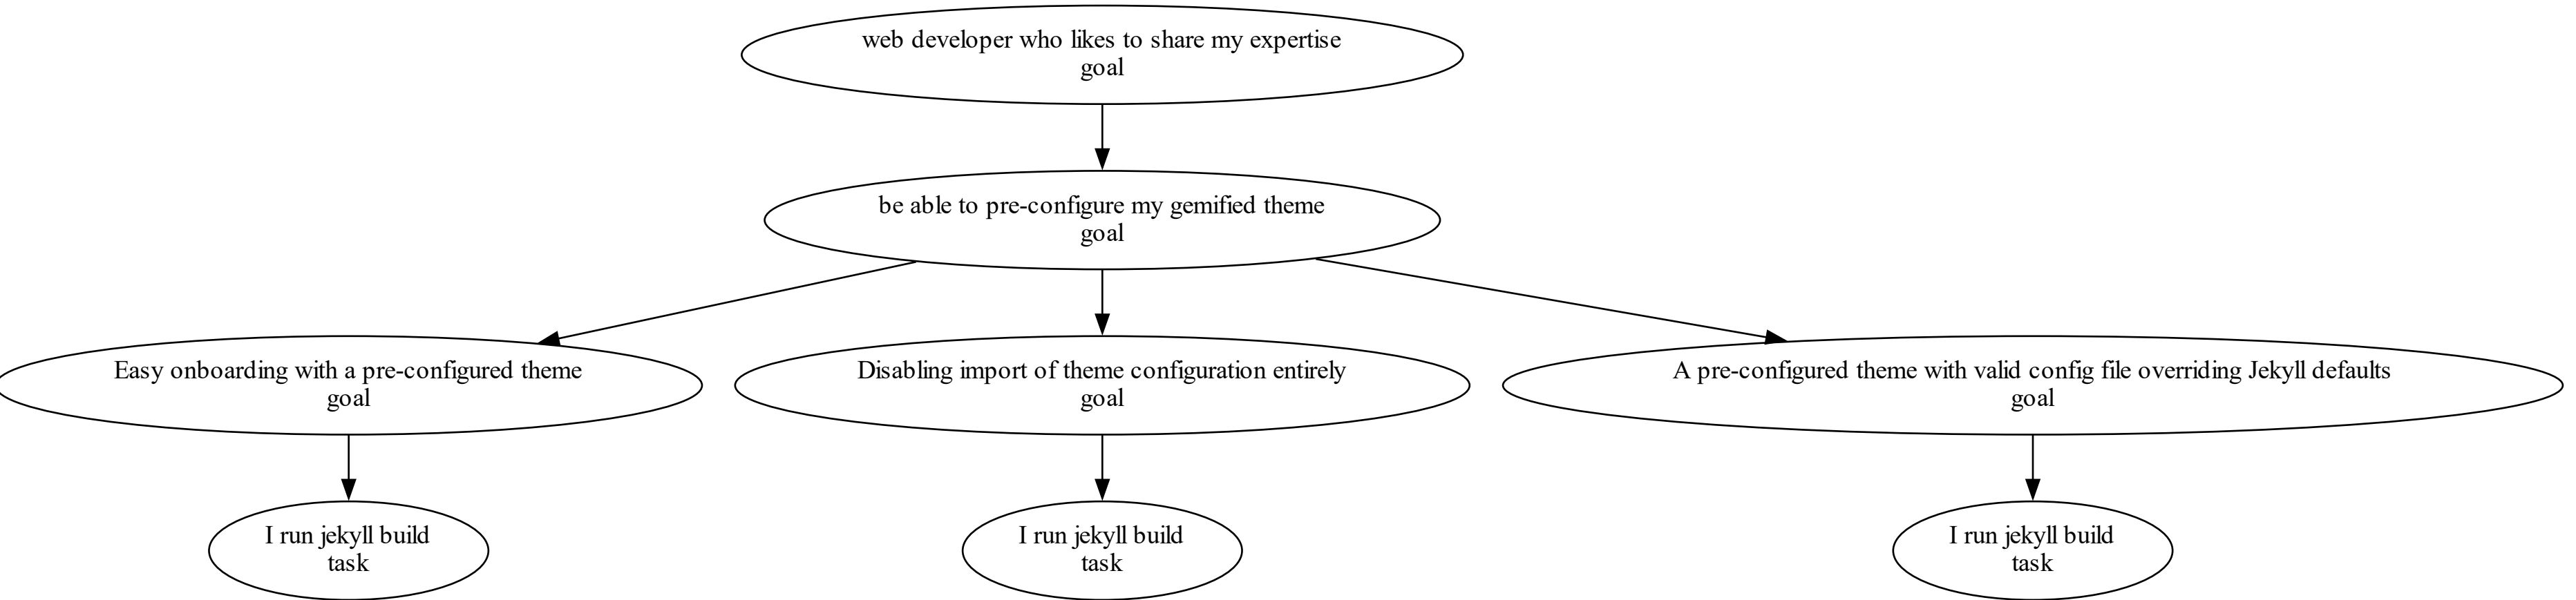 web developer who likes to share my expertise
goal
be able to pre-configure my gemified theme
goal
Easy onboarding with a pre-configured theme
goal
Disabling import of theme configuration entirely
goal
A pre-configured theme with valid config file overriding Jekyll defaults
goal
I run jekyll build
task
I run jekyll build
task
I run jekyll build
task